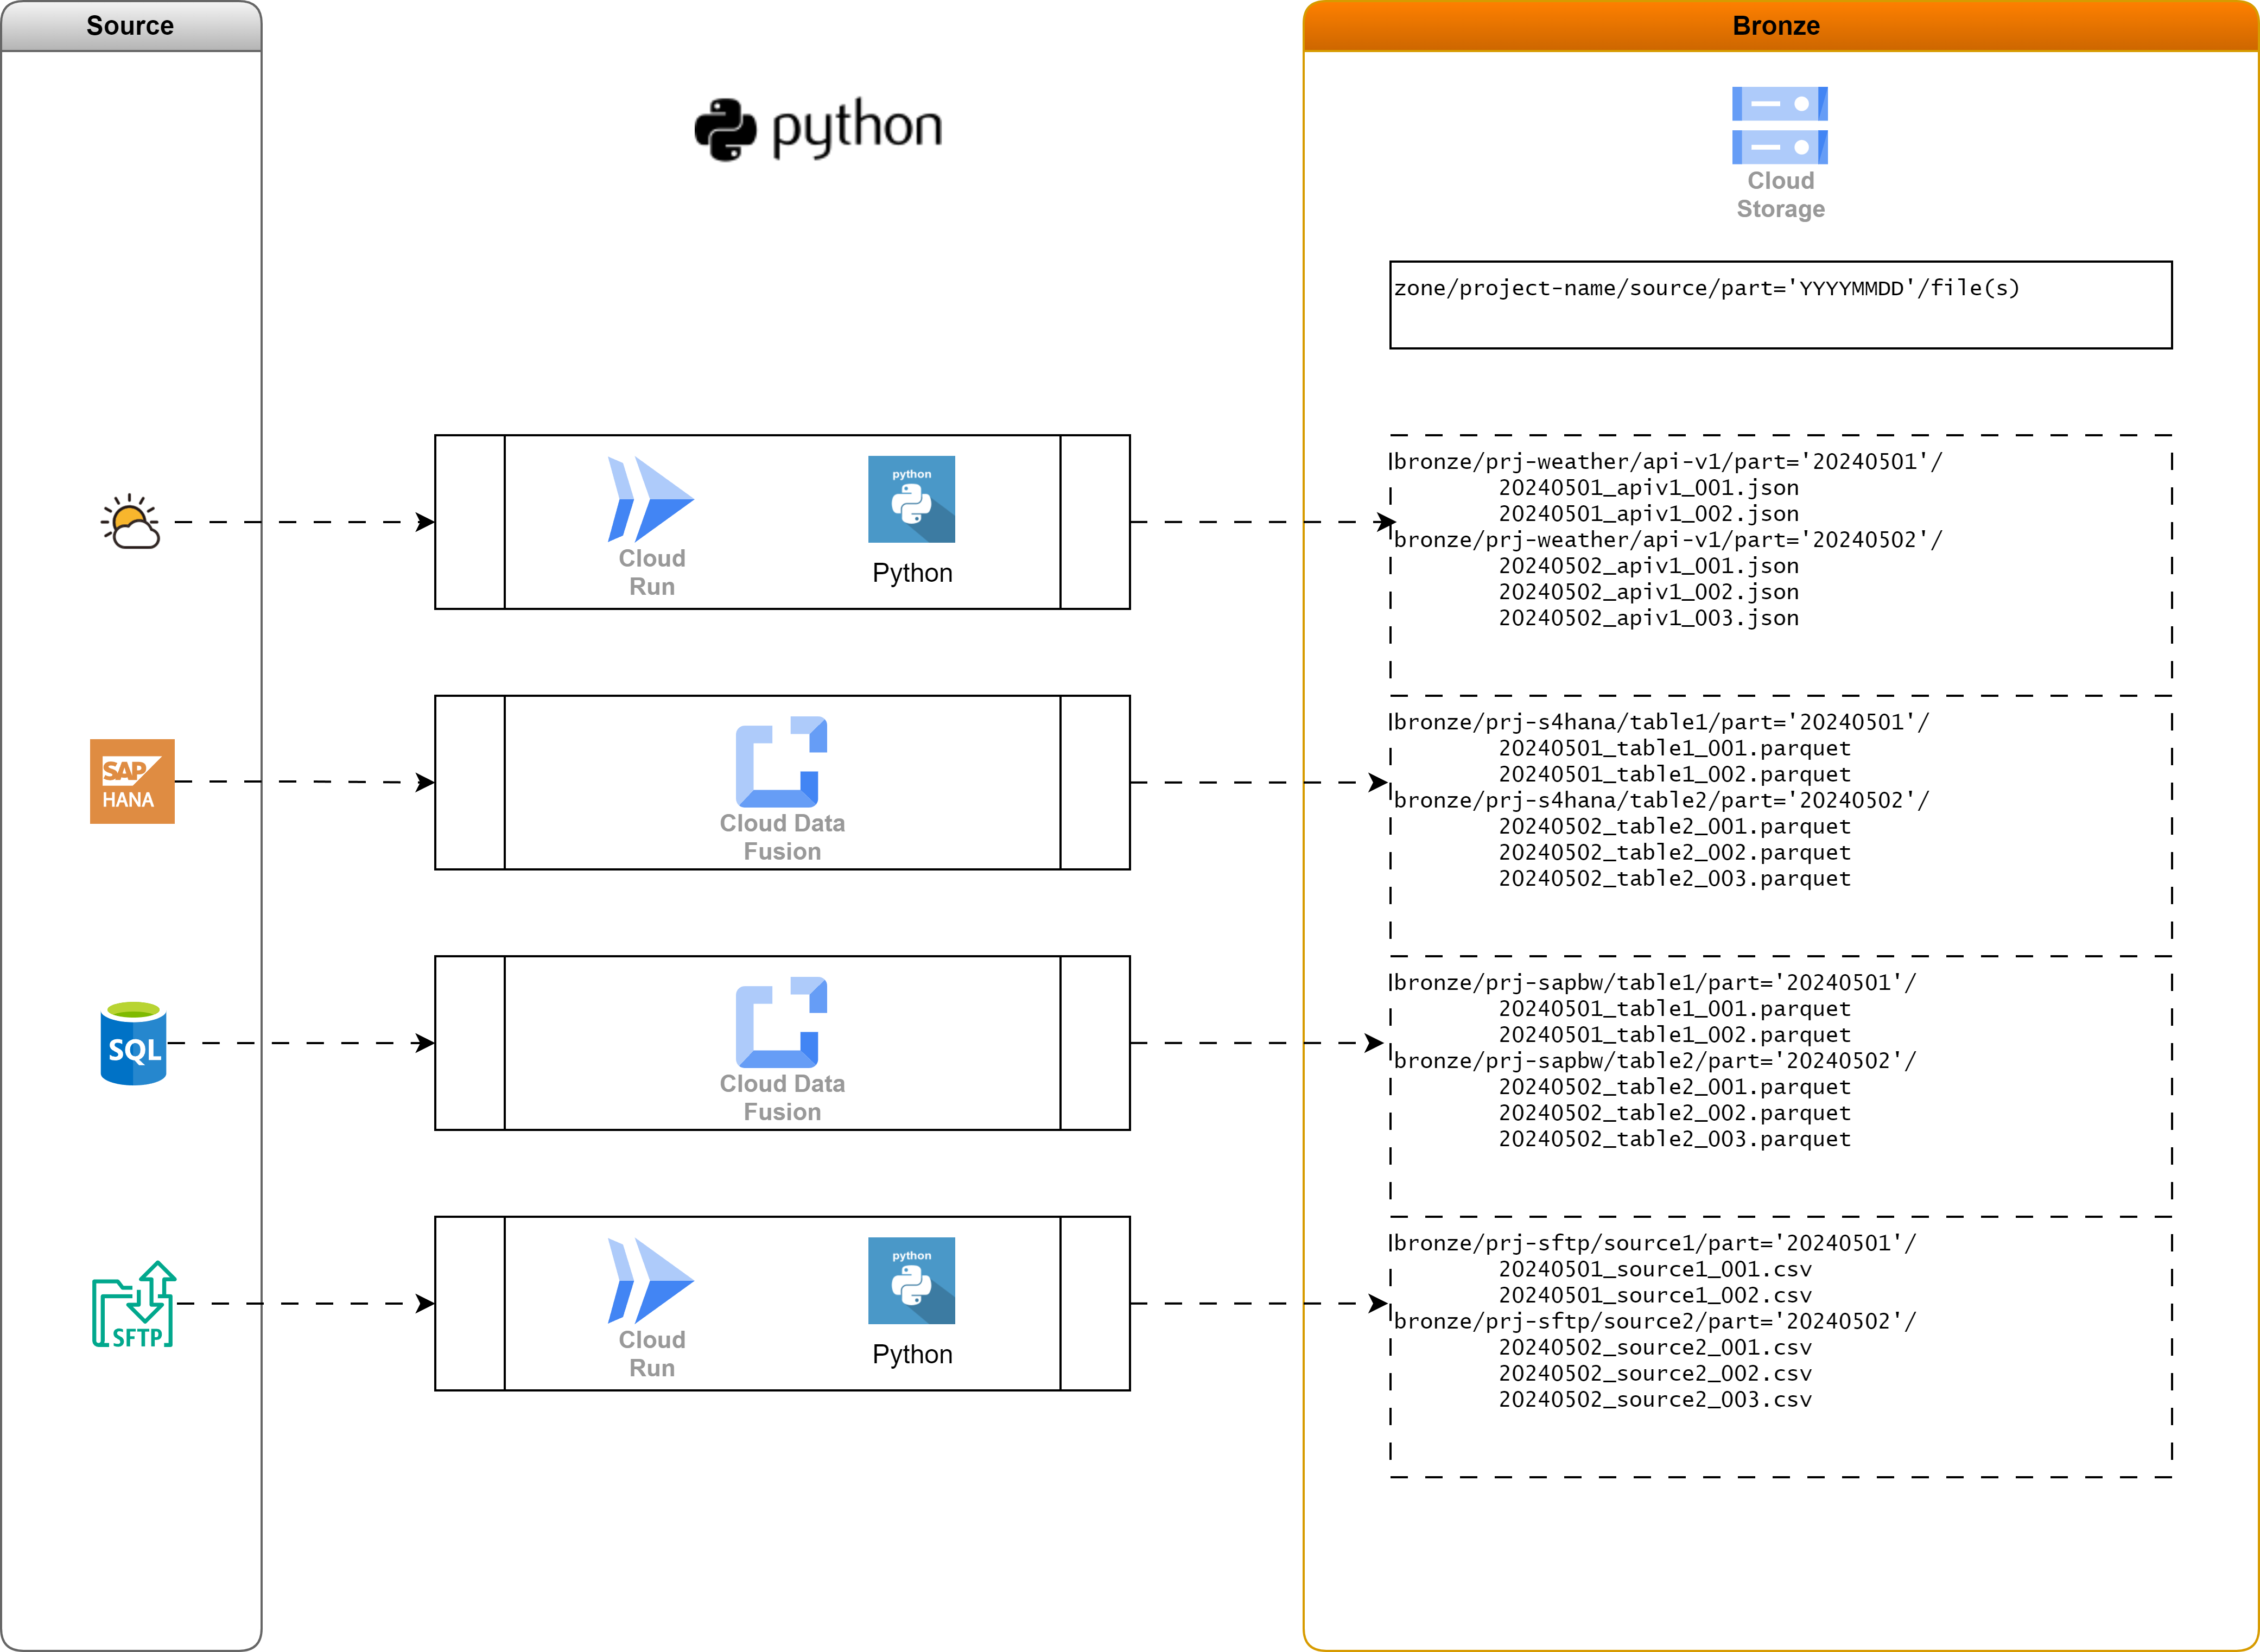 Source
Bronze
python
Cloud
Storage
zone/project-name/source/part='YYYYMMDD'/file(s)
Cloud
Run
python
Python
bronze/prj-weather/api-v1/part='20240501'/
20240501_apiv1_001.json
20240501_apiv1_002.json
bronze/prj-weather/api-v1/part='20240502'/
20240502_apiv1_001.json
20240502_apiv1_002.json
20240502_apiv1_003.json
SAP
HANA
Cloud Data
Fusion
bronze/prj-s4hana/table1/part='20240501'/
20240501_table1_001.parquet
20240501_table1_002.parquet
bronze/prj-s4hana/table2/part='20240502'/
20240502_table2_001.parquet
20240502_table2_002.parquet
20240502_table2_003.parquet
SQL
Cloud Data
Fusion
bronze/prj-sapbw/table1/part='20240501'/
20240501_table1_001.parquet
20240501_table1_002.parquet
bronze/prj-sapbw/table2/part='20240502'/
20240502_table2_001.parquet
20240502_table2_002.parquet
20240502_table2_003.parquet
SFTP
Cloud
Run
python
Python
bronze/prj-sftp/source1/part='20240501'/
20240501_source1_001.csv
20240501_source1_002.csv
bronze/prj-sftp/source2/part='20240502'/
20240502_source2_001.csv
20240502_source2_002.csv
20240502_source2_003.csv